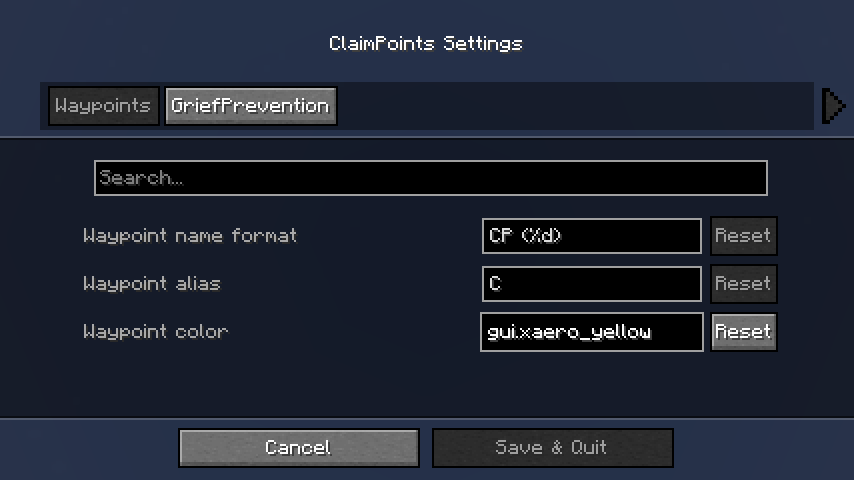 ClaimPoints Settings
Waypoints GriefPrevention
Search...
Waypoint name format CP (%d) Reset
Waypoint alias C Reset
Waypoint color gui.xaero_yellow Reset
Cancel Save & Quit